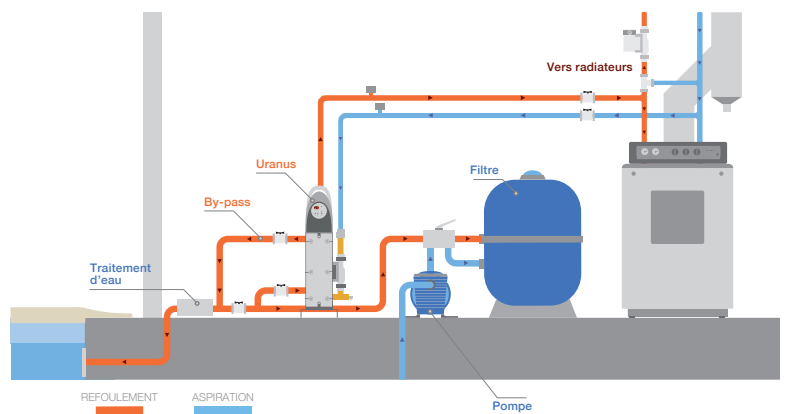 Vers radiateurs
Uranus
Filtre
By-pass
Traitement
d'eau
REFOULEMENT
ASPIRATION
Pompe